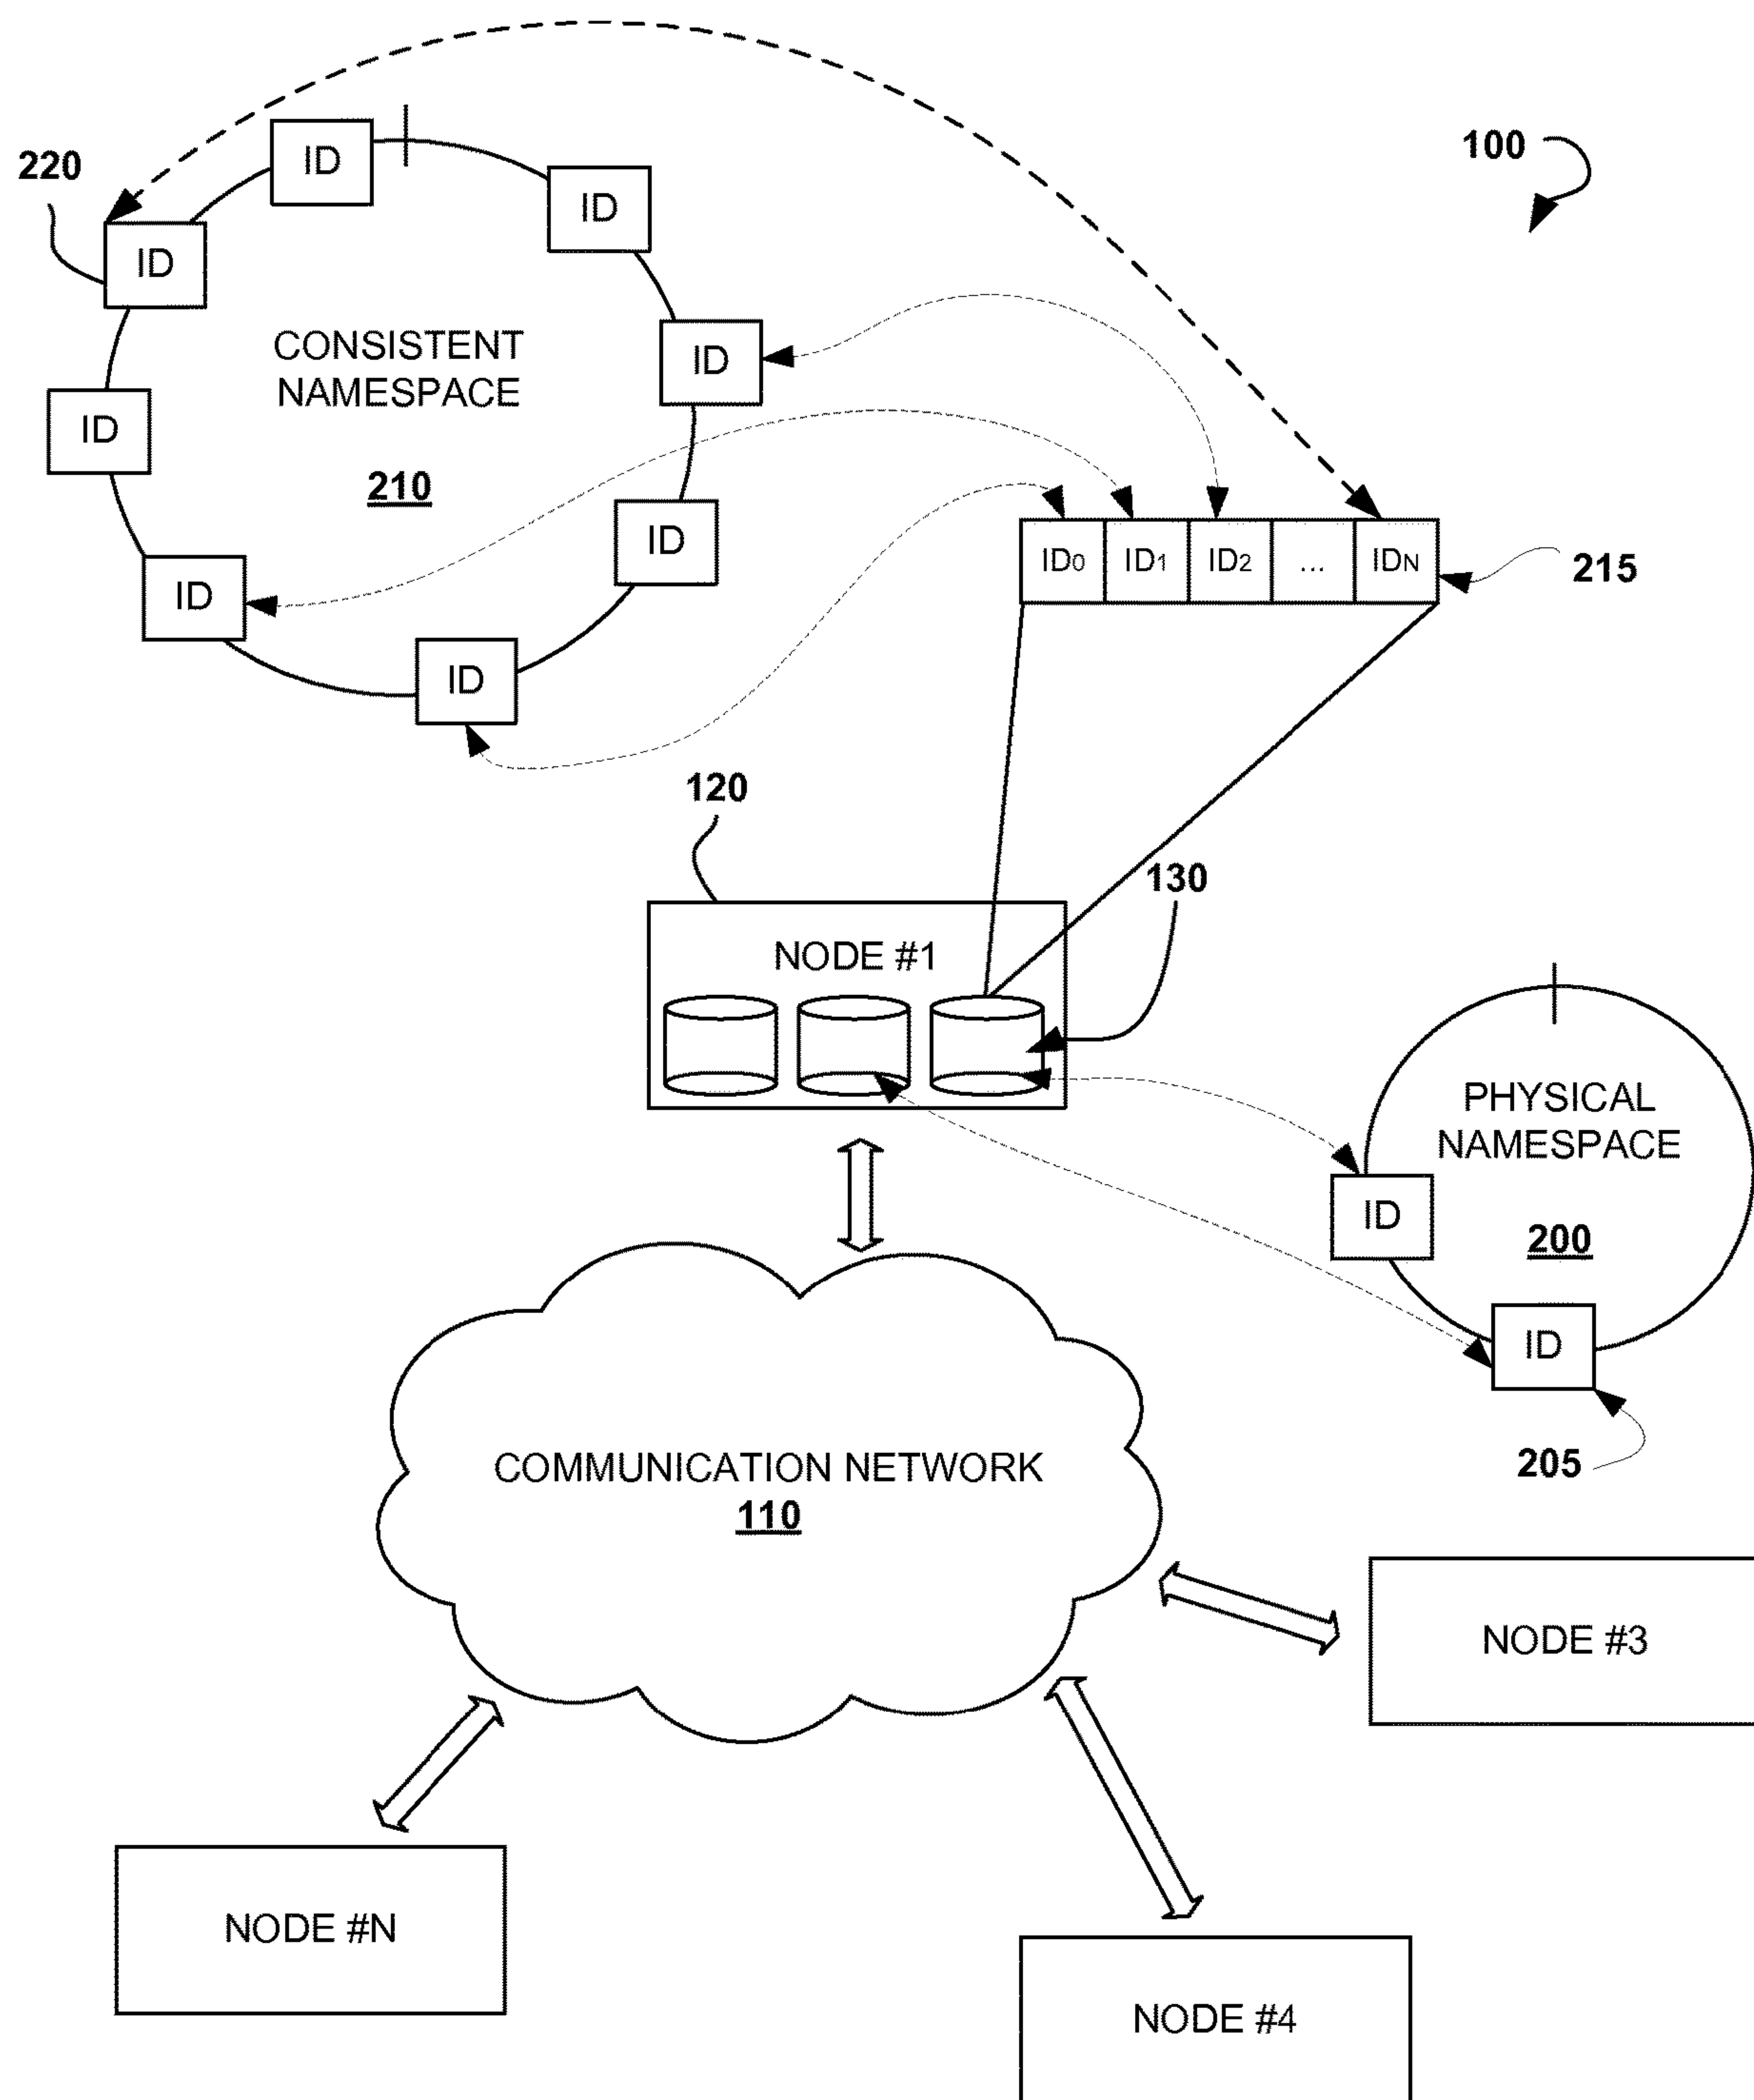 100
220
ID
ID
ID
ID
CONSISTENT
NAMESPACE
210
ID
ID
ID
ID
ID0 ID1 ID2 ... IDN
215
120
130
NODE #1
PHYSICAL
NAMESPACE
200
ID
ID
205
COMMUNICATION NETWORK
110
NODE #3
NODE #N
NODE #4